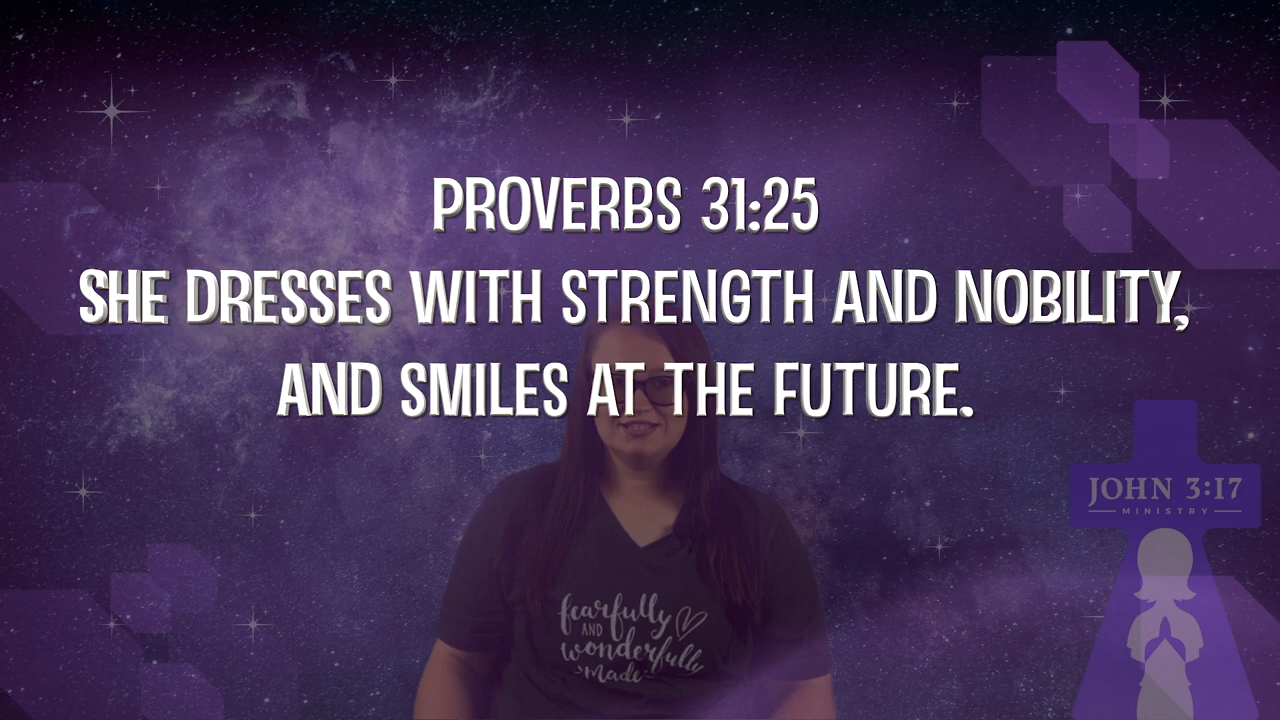 PROVERBS 31:25
SHE DRESSES WITH STRENGTH AND NOBILITY,
AND SMILES AT THE FUTURE.
JOHN 3:17
MINISTRY
fearfully
AND
wonderfully
made